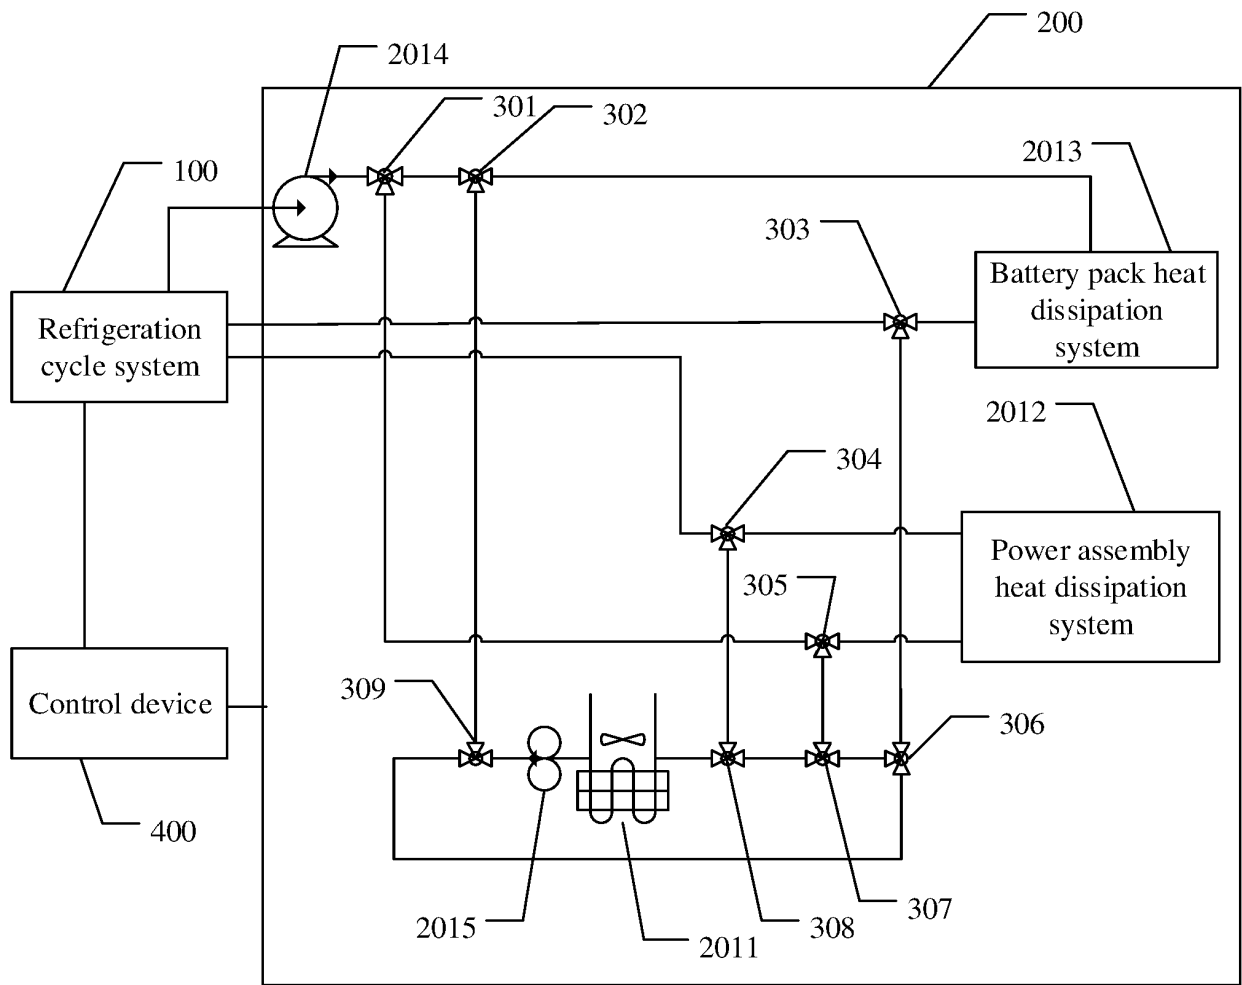 200
2014
301
302
2013
100
303
Battery pack heat
dissipation
system
Refrigeration
cycle system
2012
304
Power assembly
heat dissipation
system
305
309
Control device
306
400
2015
2011
308
307